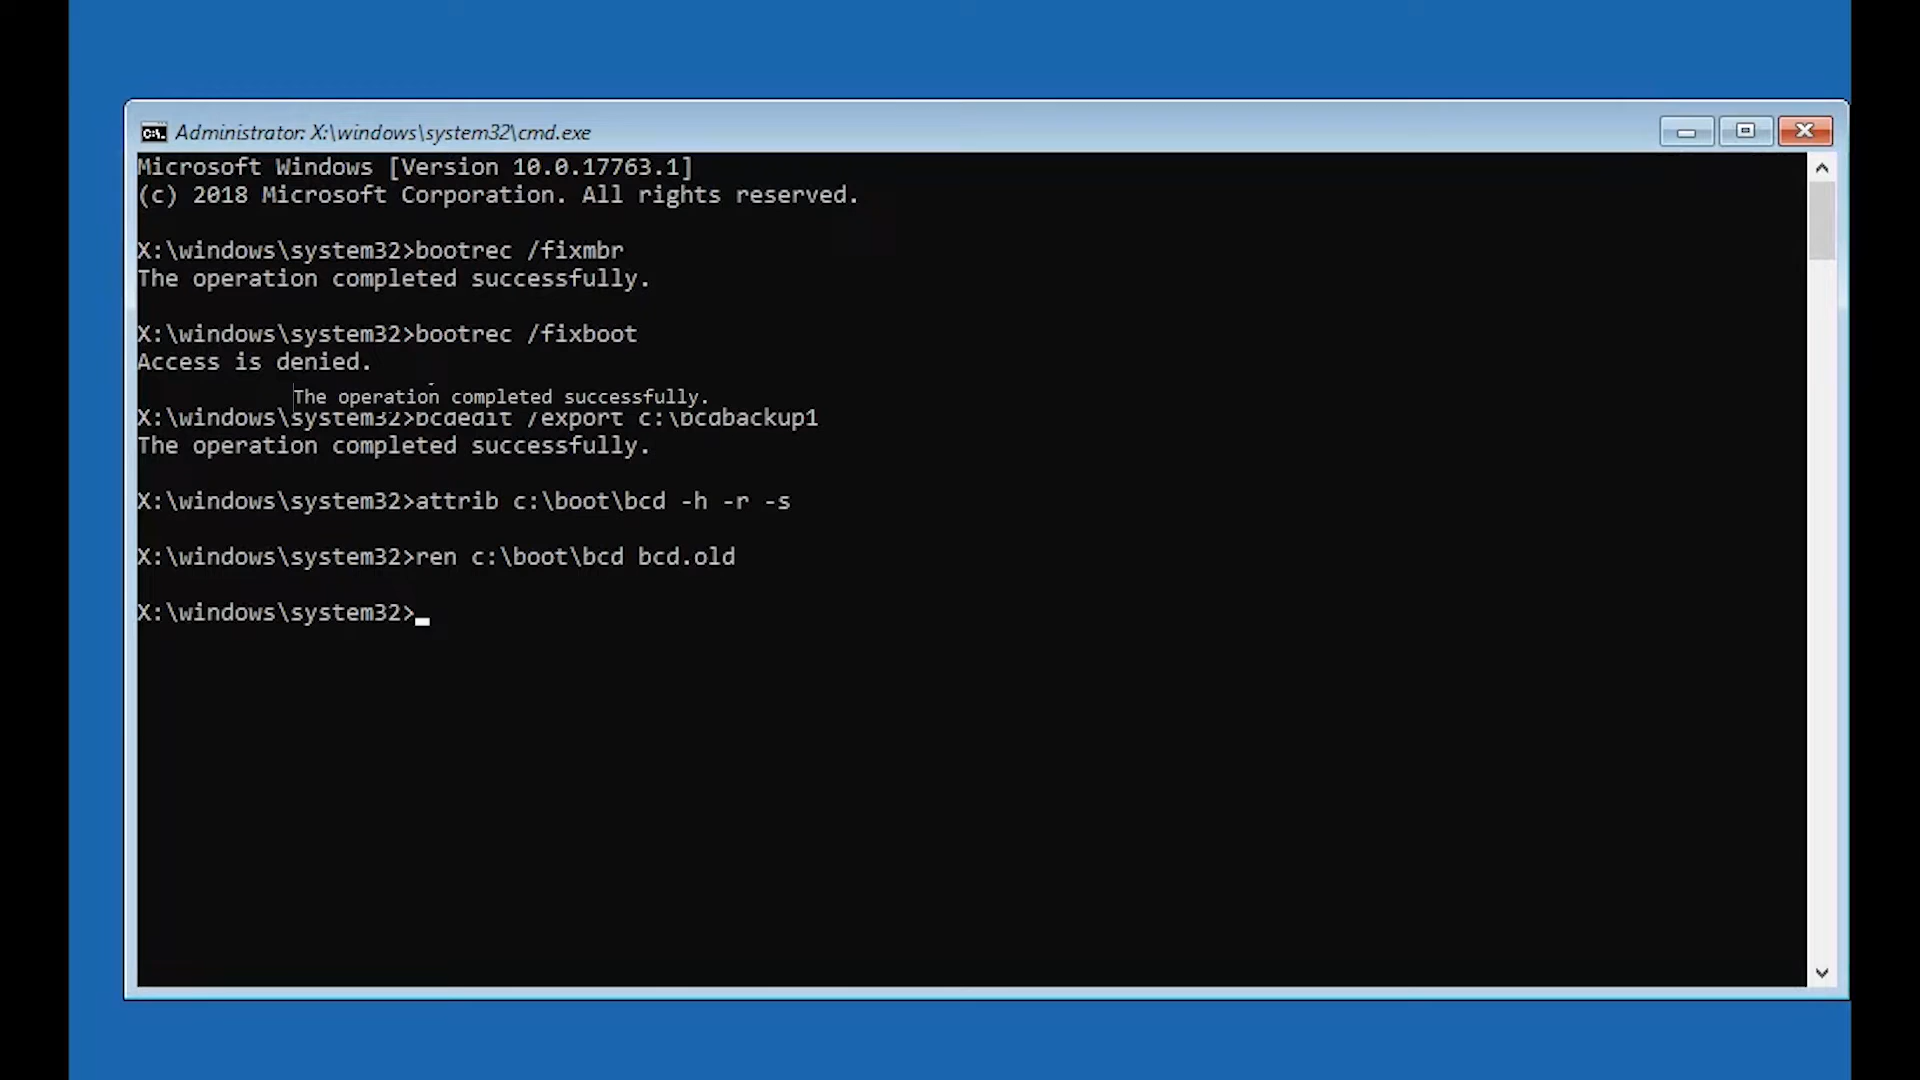 Administrator: X:\windows\system32\cmd.exe
Microsoft Windows [Version 10.0.17763.1]
(c) 2018 Microsoft Corporation. All rights reserved.
X:\windows\system32>bootrec /fixmbr
The operation completed successfully.
X:\windows\system32>bootrec /fixboot
Access is denied.
The operation completed successfully.
X:\windows\system32>bcdedit /export c:\bcdbackup1
The operation completed successfully.
X:\windows\system32>attrib c:\boot\bcd -h -r -s
X:\windows\system32>ren c:\boot\bcd bcd.old
X:\windows\system32>